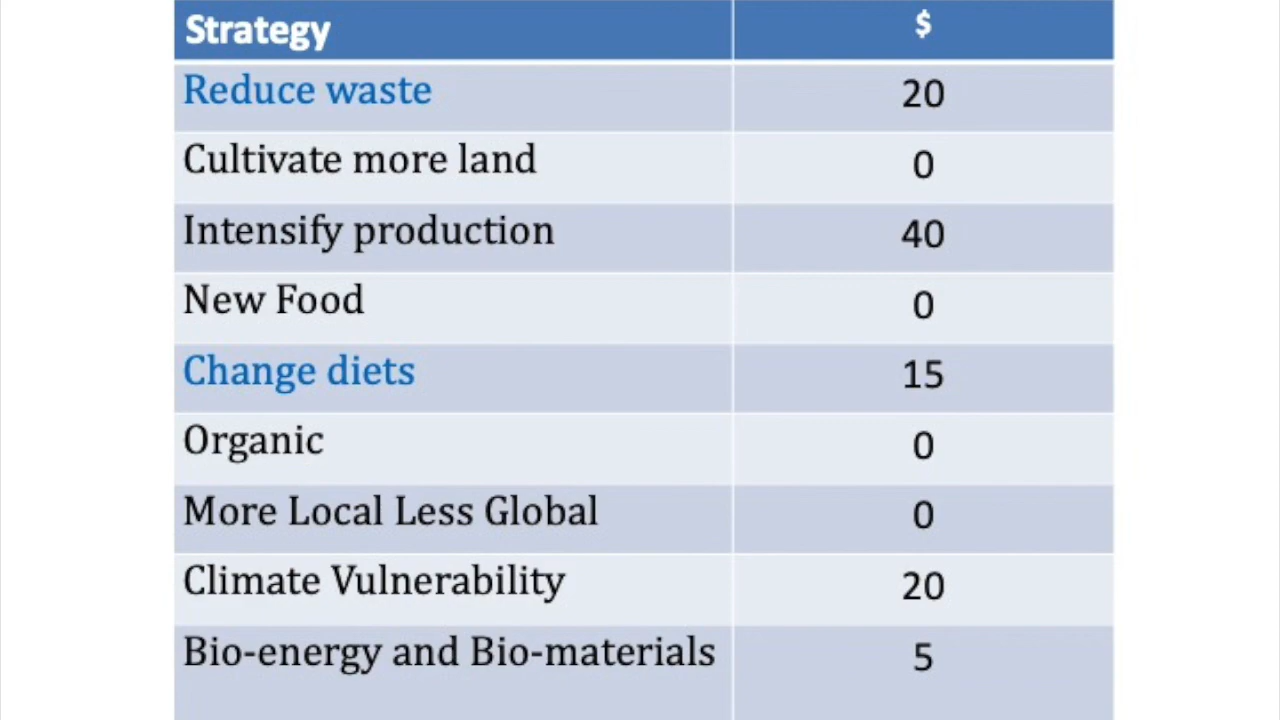 Strategy $
Reduce waste 20
Cultivate more land 0
Intensify production 40
New Food 0
Change diets 15
Organic 0
More Local Less Global 0
Climate Vulnerability 20
Bio-energy and Bio-materials 5